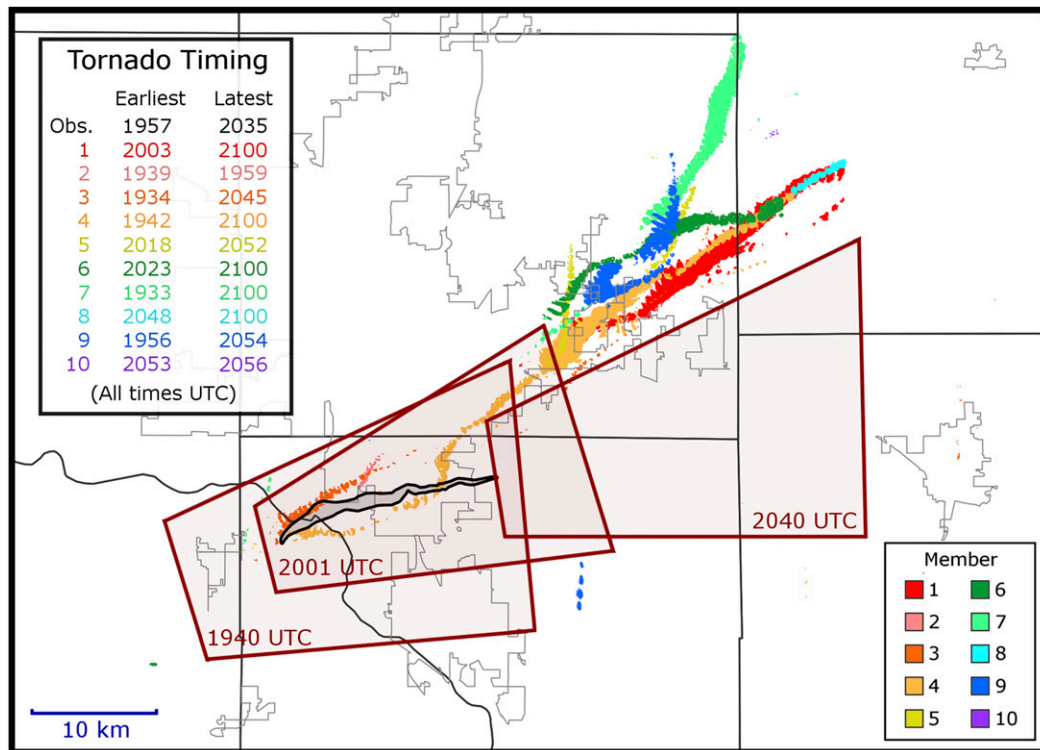 Tornado Timing
Earliest Latest
Obs. 1957 2035
1 2003 2100
2 1939 1959
3 1934 2045
4 1942 2100
5 2018 2052
6 2023 2100
7 1933 2100
8 2048 2100
9 1956 2054
10 2053 2056
(All times UTC)
2040 UTC
2001 UTC
1940 UTC
10 km
Member
1 6
2 7
3 8
4 9
5 10